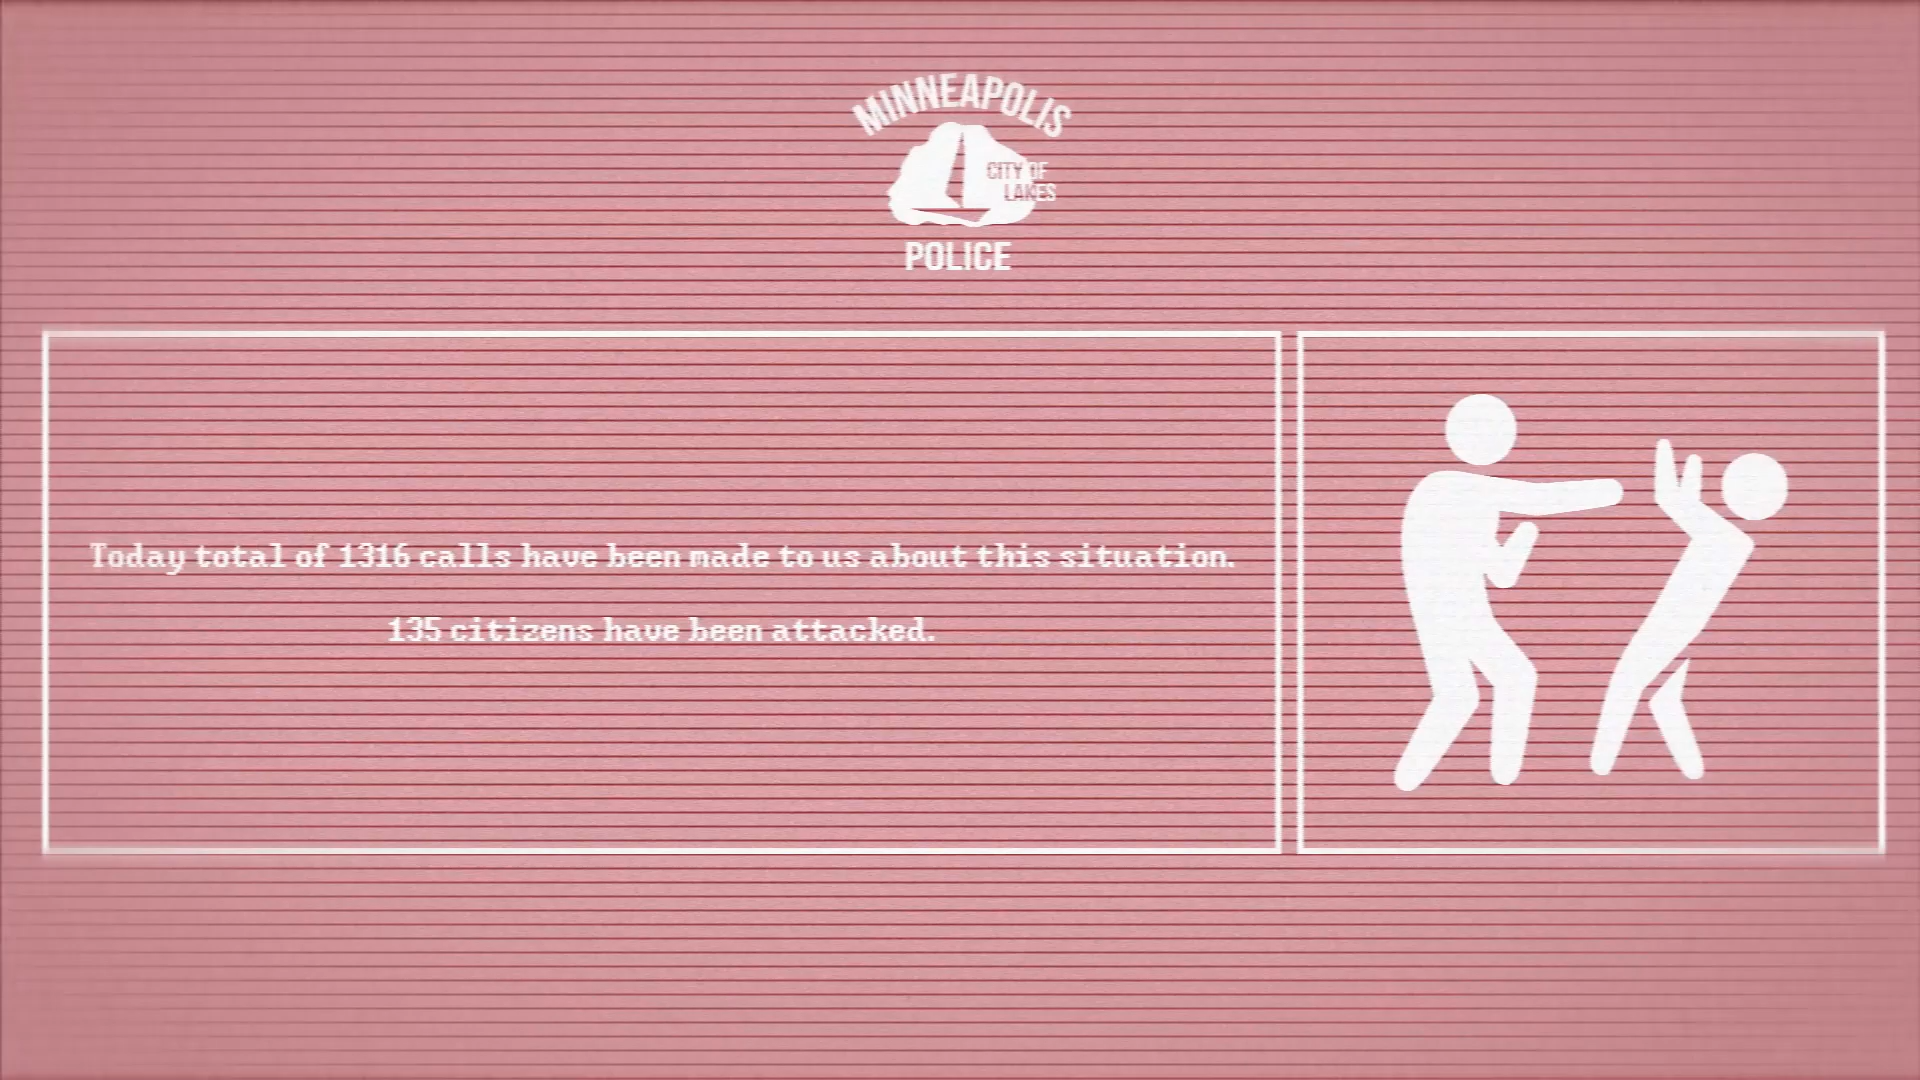 MINNEAPOLIS
CITY OF
LAKES
POLICE
Today total of 1316 calls have been made to us about this situation.
135 citizens have been attacked.